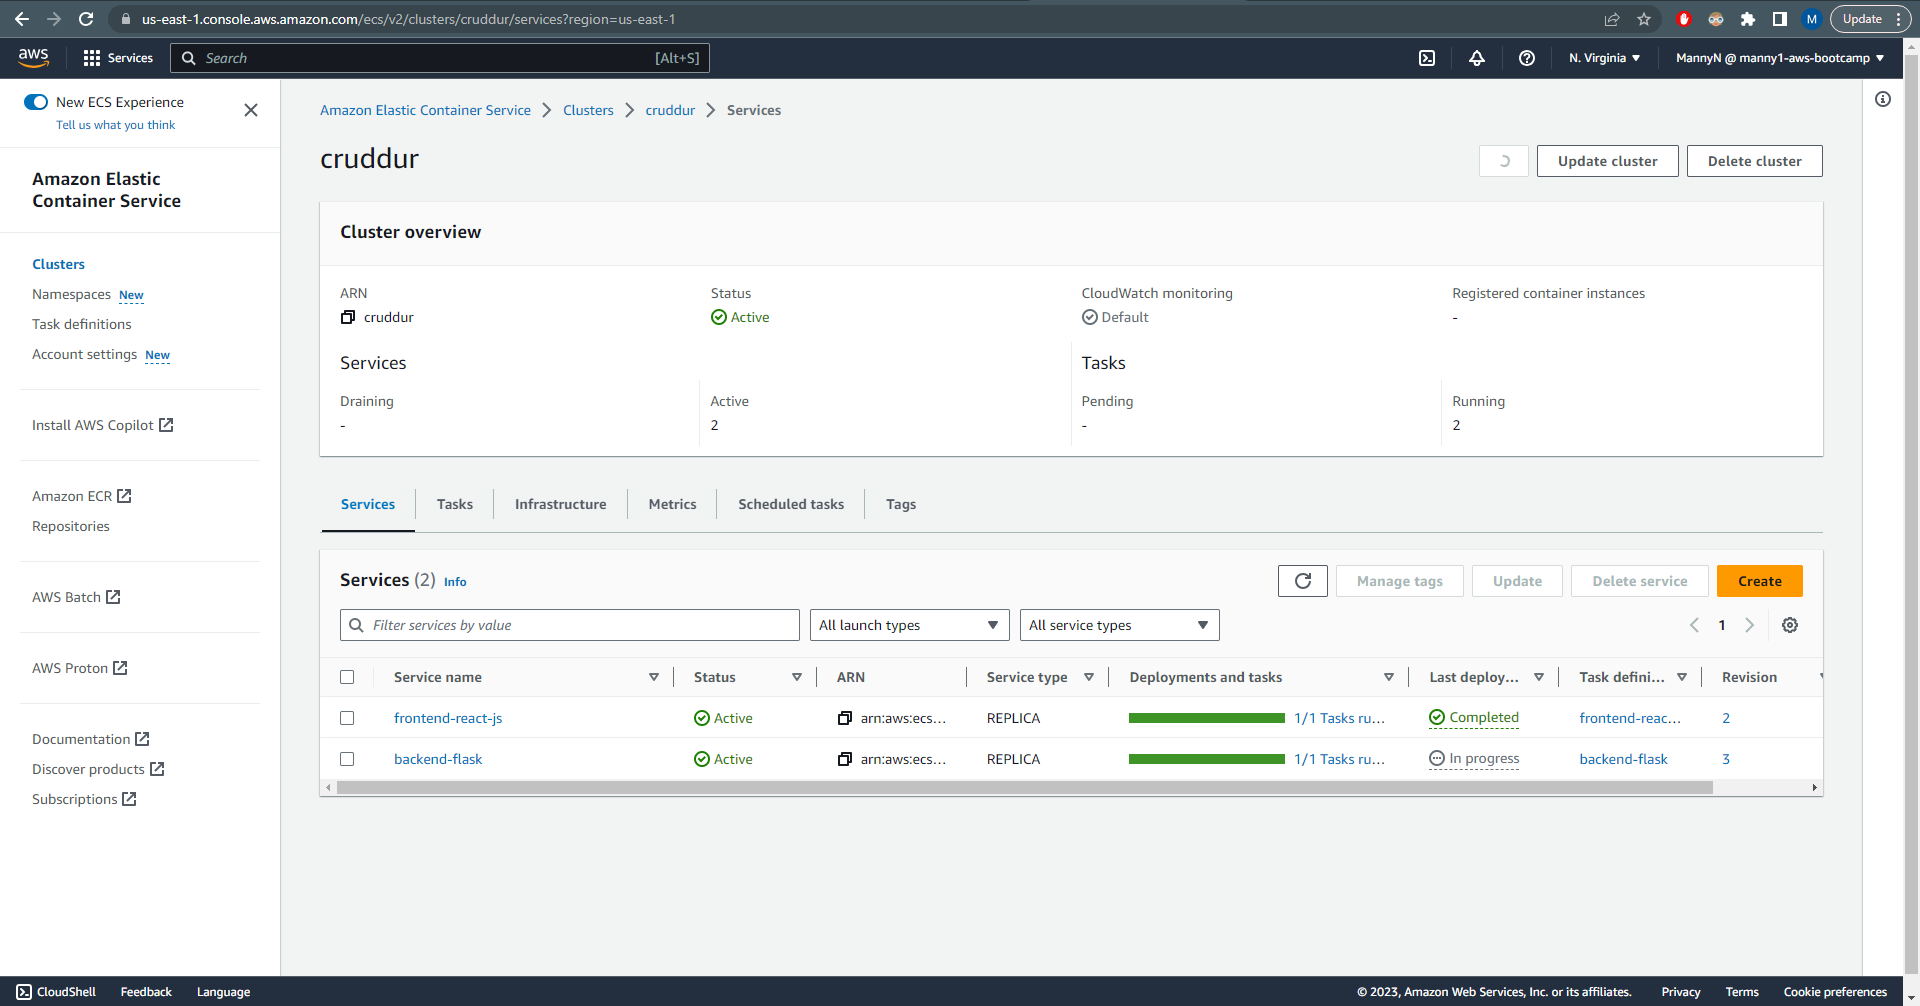 us-east-1.console.aws.amazon.com/ecs/v2/clusters/cruddur/services?region=us-east-1
M
Update
aws
Services
Search
[Alt+S]
N. Virginia
MannyN @ manny1-aws-bootcamp
New ECS Experience
Tell us what you think
Amazon Elastic
Container Service
Clusters
Namespaces New
Task definitions
Account settings New
Install AWS Copilot
Amazon ECR
Repositories
AWS Batch
AWS Proton
Documentation
Discover products
Subscriptions
Amazon Elastic Container Service
Clusters
cruddur
Services
cruddur
Update cluster
Delete cluster
Cluster overview
ARN
cruddur
Status
Active
CloudWatch monitoring
Default
Registered container instances
-
Services
Draining
-
Active
2
Tasks
Pending
-
Running
2
Services
Tasks
Infrastructure
Metrics
Scheduled tasks
Tags
Services (2) Info
Manage tags
Update
Delete service
Create
Filter services by value
All launch types
All service types
1
Service name
Status
ARN
Service type
Deployments and tasks
Last deploy...
Task defini...
Revision
frontend-react-js
Active
arn:aws:ecs...
REPLICA
1/1 Tasks ru...
Completed
frontend-reac...
2
backend-flask
Active
arn:aws:ecs...
REPLICA
1/1 Tasks ru...
In progress
backend-flask
3
CloudShell
Feedback
Language
© 2023, Amazon Web Services, Inc. or its affiliates.
Privacy
Terms
Cookie preferences